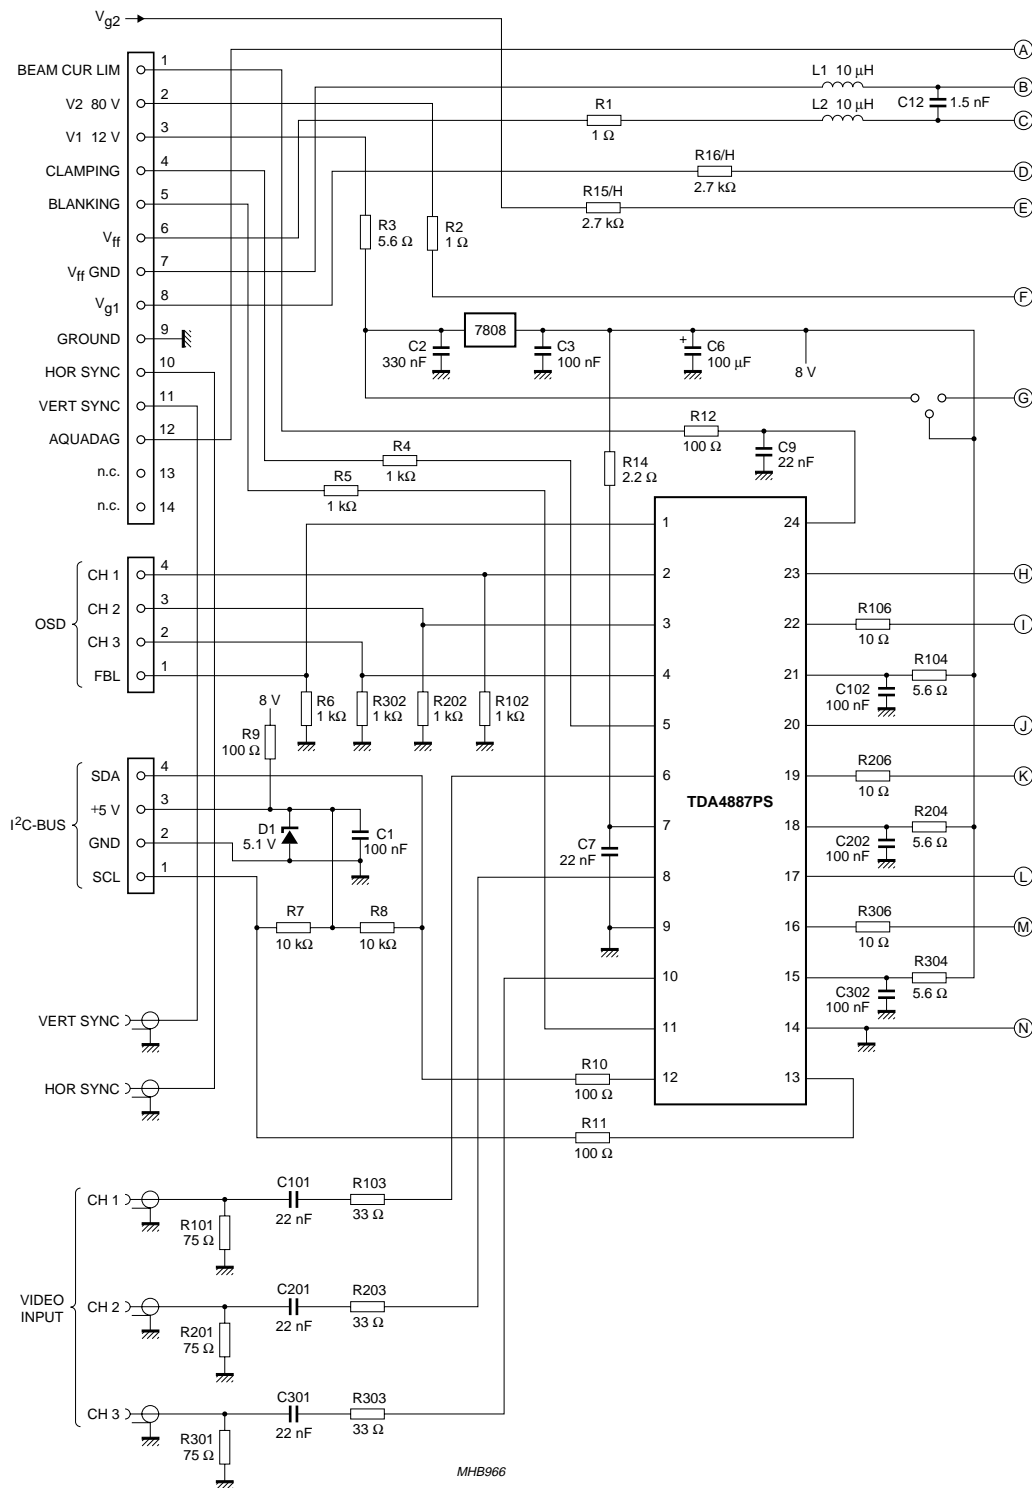 Vg2
BEAM CUR LIM 1
V2 80 V 2
V1 12 V 3
CLAMPING 4
BLANKING 5
Vff 6
Vff GND 7
Vg1 8
GROUND 9
HOR SYNC 10
VERT SYNC 11
AQUADAG 12
n.c. 13
n.c. 14
A
L1 10 μH
B
C12 1.5 nF
R1
1 Ω
L2 10 μH
C
R16/H
2.7 kΩ
D
R15/H
2.7 kΩ
E
R3
5.6 Ω
R2
1 Ω
F
7808
C2
330 nF
C3
100 nF
+
C6
100 μF
8 V
G
R12
100 Ω
C9
22 nF
R4
1 kΩ
R5
1 kΩ
R14
2.2 Ω
OSD
CH 1 4
CH 2 3
CH 3 2
FBL 1
R6
1 kΩ
R302
1 kΩ
R202
1 kΩ
R102
1 kΩ
8 V
R9
100 Ω
I2C-BUS
SDA 4
+5 V 3
GND 2
SCL 1
D1
5.1 V
C1
100 nF
R7
10 kΩ
R8
10 kΩ
C7
22 nF
TDA4887PS
1 24
2 23
3 22
4 21
5 20
6 19
7 18
8 17
9 16
10 15
11 14
12 13
H
R106
10 Ω
I
R104
5.6 Ω
C102
100 nF
J
R206
10 Ω
K
R204
5.6 Ω
C202
100 nF
L
R306
10 Ω
M
R304
5.6 Ω
C302
100 nF
N
VERT SYNC
HOR SYNC
R10
100 Ω
R11
100 Ω
VIDEO
INPUT
CH 1
R101
75 Ω
C101
22 nF
R103
33 Ω
CH 2
R201
75 Ω
C201
22 nF
R203
33 Ω
CH 3
R301
75 Ω
C301
22 nF
R303
33 Ω
MHB966